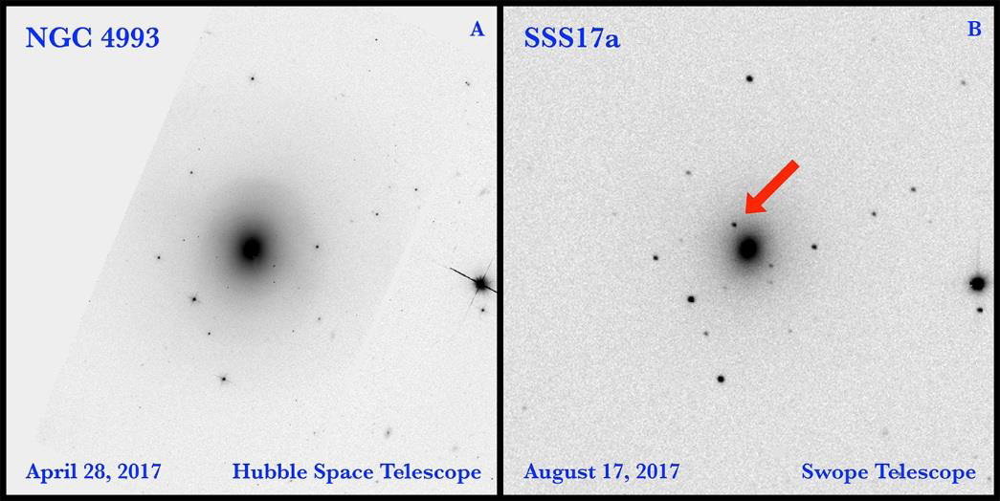 NGC 4993
A
April 28, 2017
Hubble Space Telescope
SSS17a
B
August 17, 2017
Swope Telescope